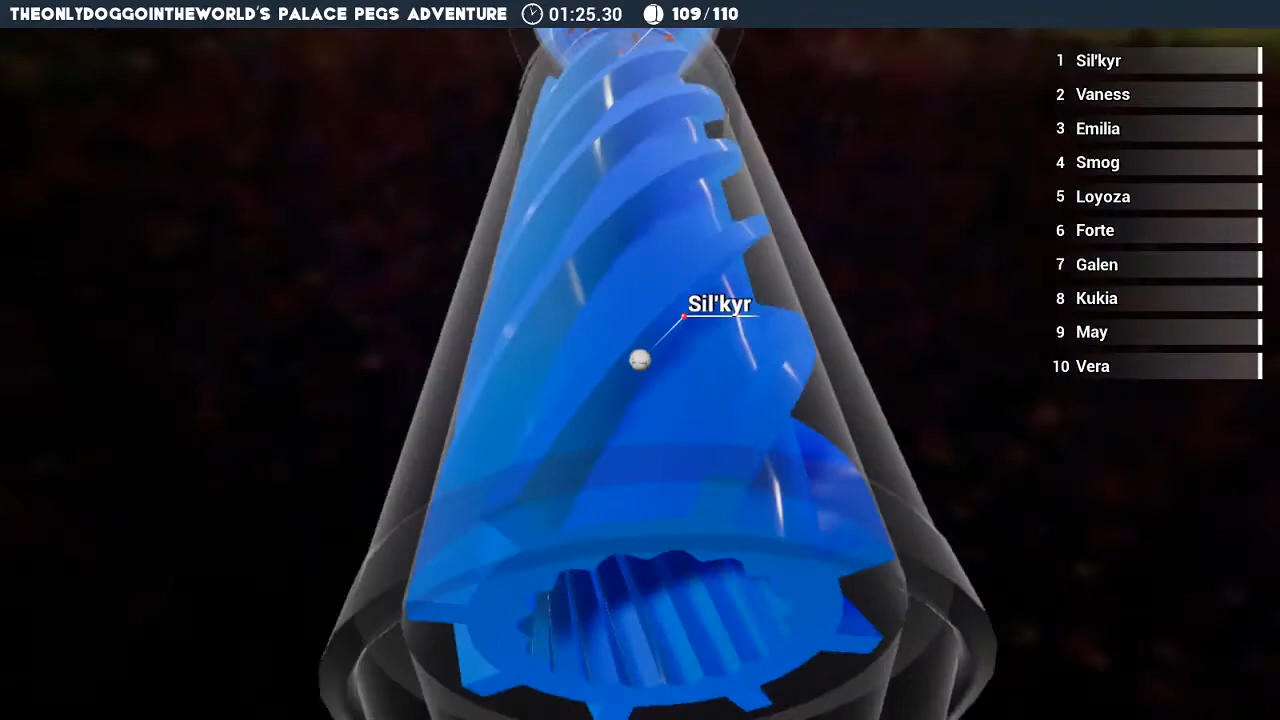 THEONLYDOGGOINTHEWORLD'S PALACE PEGS ADVENTURE 01:25.30 109/110
1 Sil'kyr
2 Vaness
3 Emilia
4 Smog
5 Loyoza
6 Forte
7 Galen
8 Kukia
9 May
10 Vera
Sil'kyr